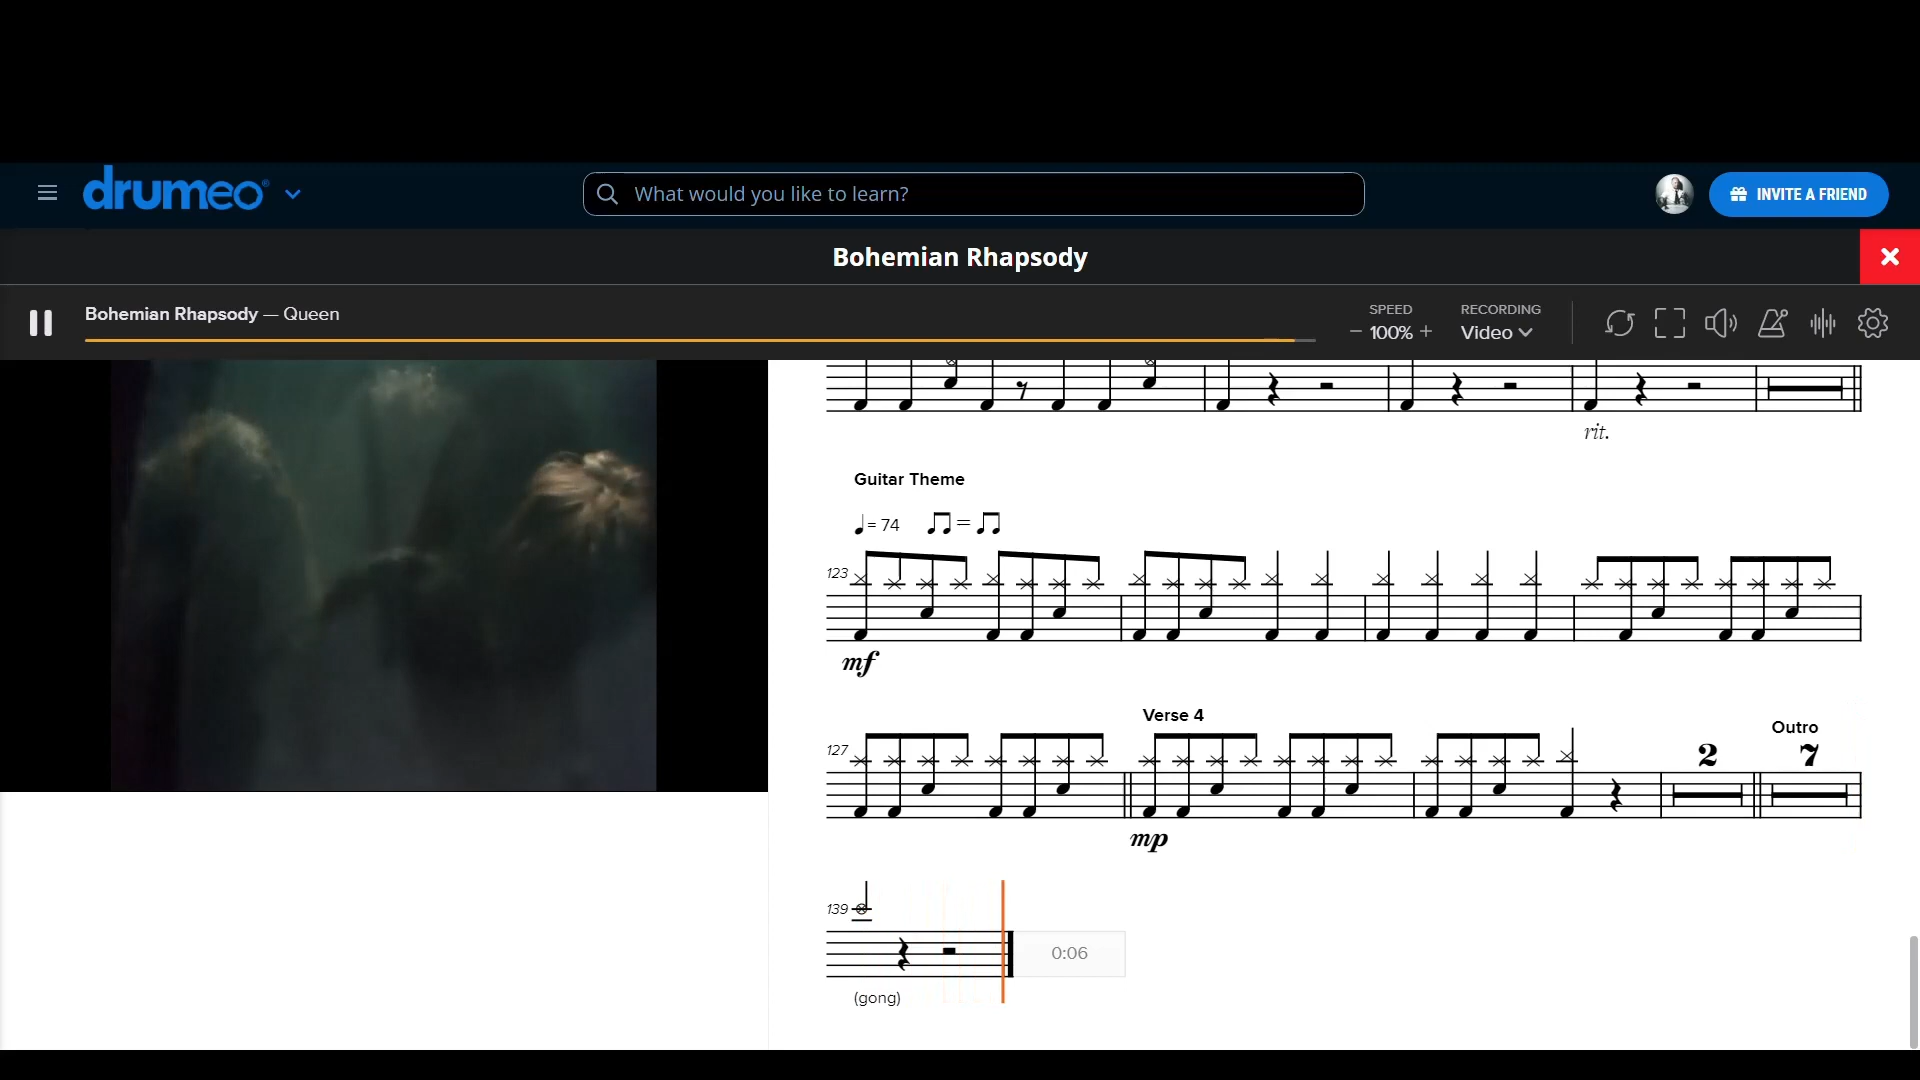 drumeo
What would you like to learn?
INVITE A FRIEND
Bohemian Rhapsody
Bohemian Rhapsody — Queen
SPEED
− 100% +
RECORDING
Video
rit.
Guitar Theme
= 74 =
123
mf
Verse 4
Outro
127
2
7
mp
139
0:06
(gong)